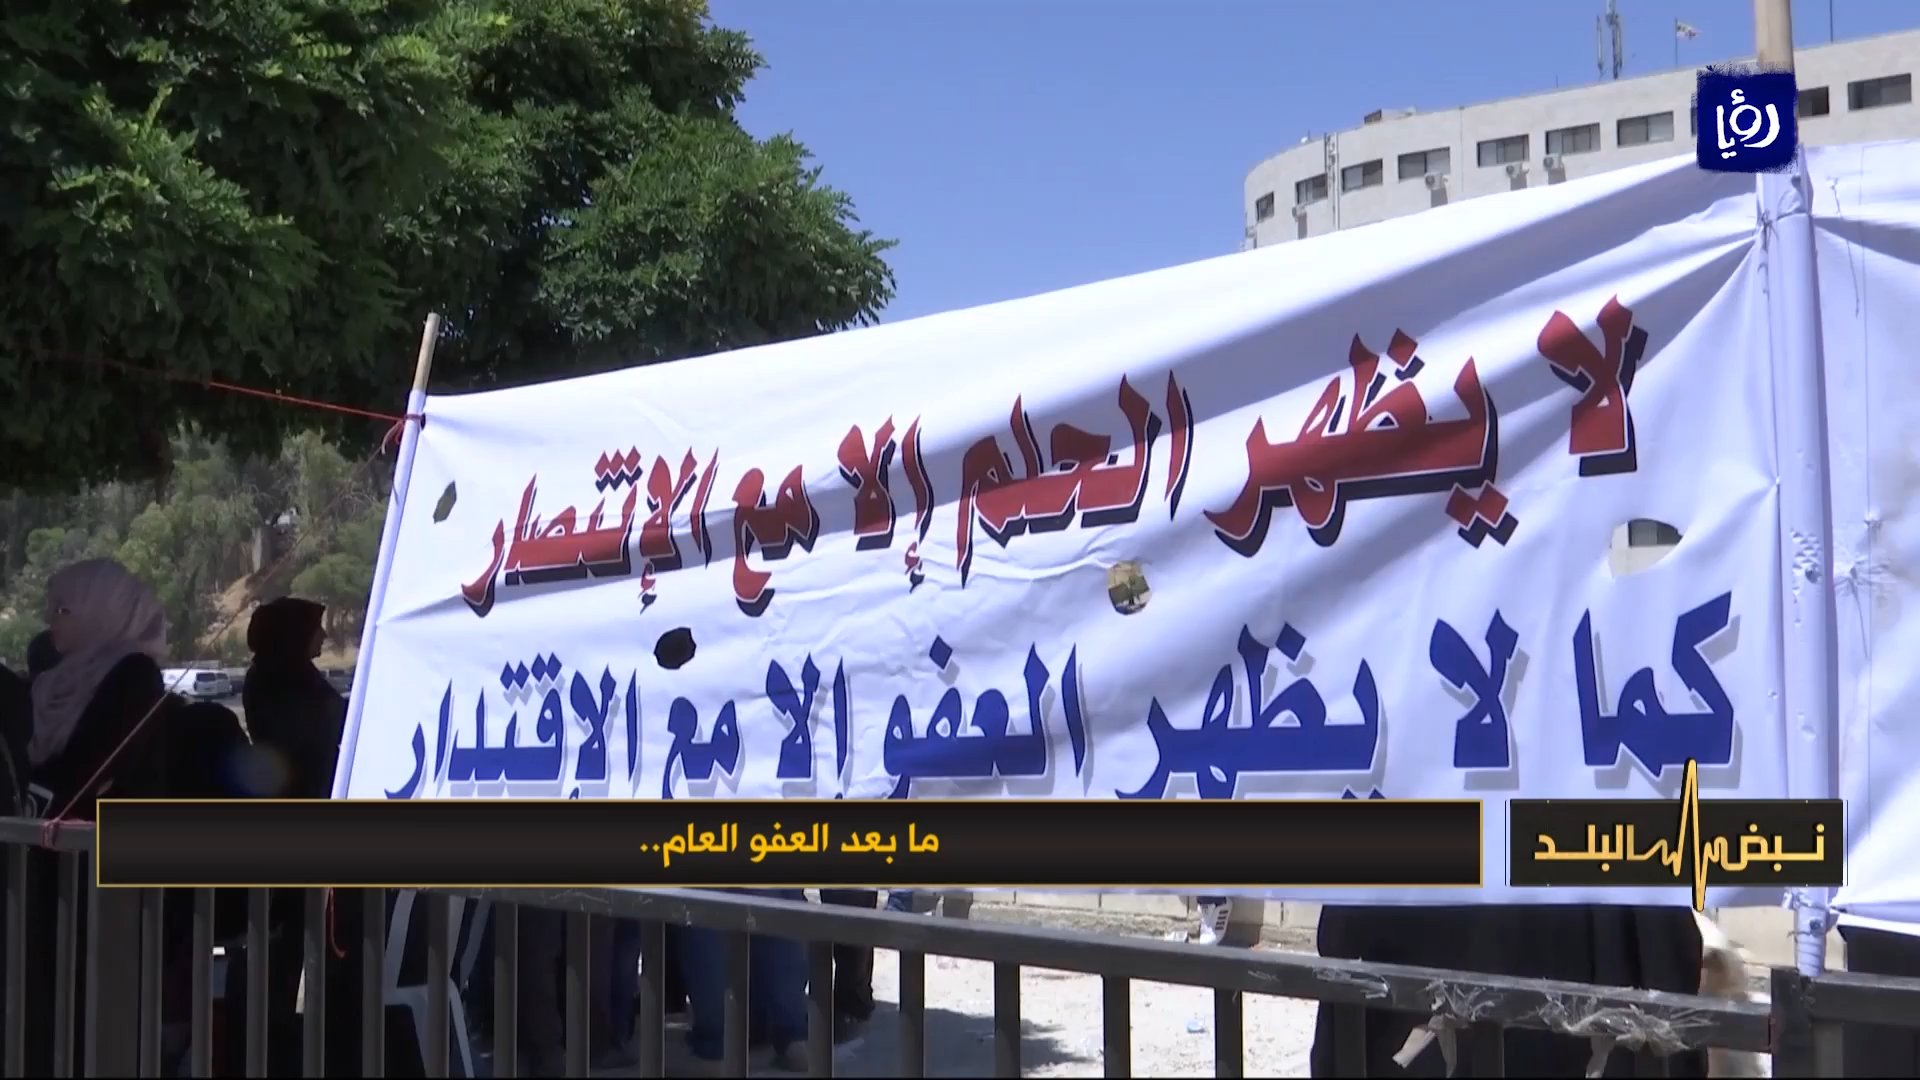 رؤيا
لا يظهر الحلم إلا مع الإنتصار
كما لا يظهر العفو إلا مع الإقتدار
ما بعد العفو العام..
نبض البلد